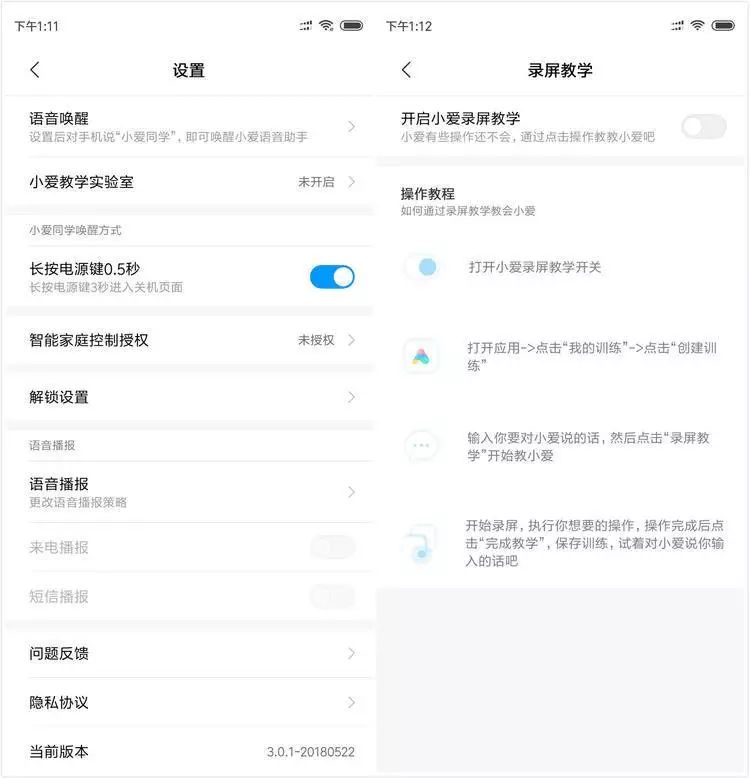 下午1:11
设置
语音唤醒
设置后对手机说“小爱同学”，即可唤醒小爱语音助手
小爱教学实验室
未开启
小爱同学唤醒方式
长按电源键0.5秒
长按电源键3秒进入关机页面
智能家庭控制授权
未授权
解锁设置
语音播报
语音播报
更改语音播报策略
来电播报
短信播报
问题反馈
隐私协议
当前版本
3.0.1-20180522
下午1:12
录屏教学
开启小爱录屏教学
小爱有些操作还不会，通过点击操作教教小爱吧
操作教程
如何通过录屏教学教会小爱
打开小爱录屏教学开关
打开应用->点击“我的训练”->点击“创建训
练”
输入你要对小爱说的话，然后点击“录屏教
学”开始教小爱
开始录屏，执行你想要的操作，操作完成后点
击“完成教学”，保存训练，试着对小爱说你输
入的话吧